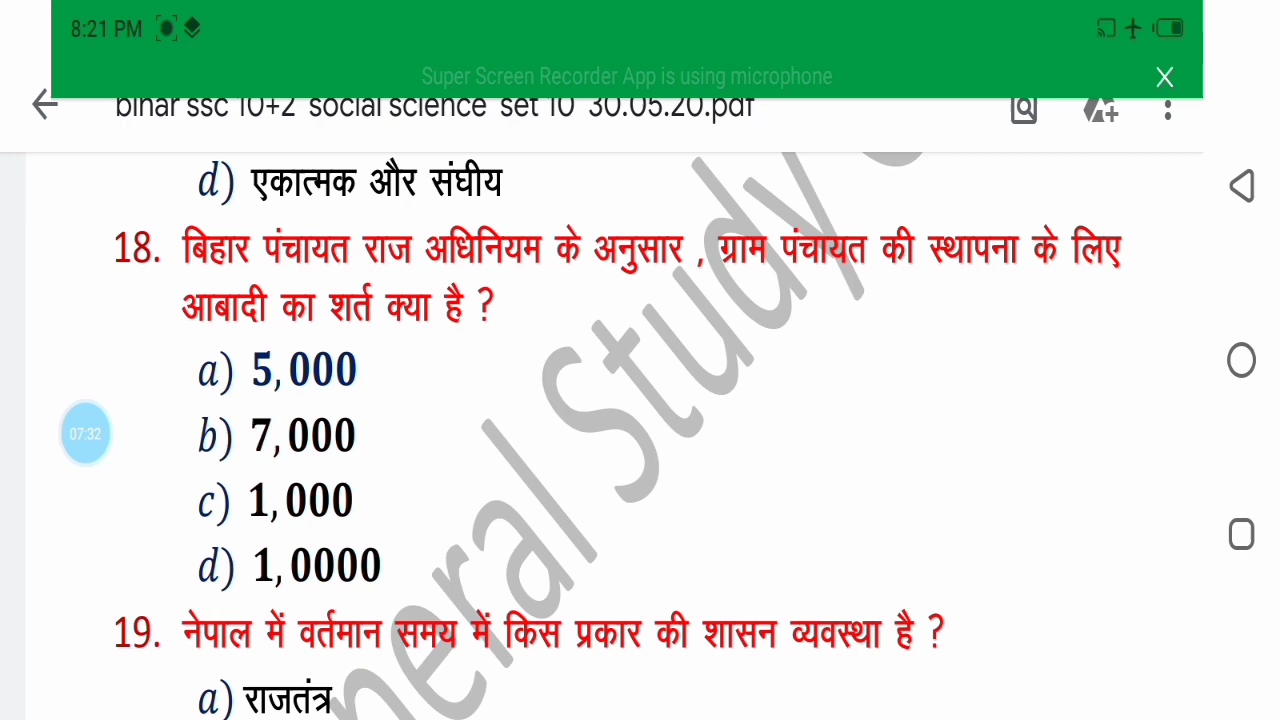 8:21 PM
Super Screen Recorder App is using microphone
bihar ssc 10+2 social science set 10 30.05.20.pdf
d) एकात्मक और संघीय
18. बिहार पंचायत राज अधिनियम के अनुसार , ग्राम पंचायत की स्थापना के लिए
आबादी का शर्त क्या है ?
a) 5,000
b) 7,000
c) 1,000
d) 1,0000
07:32
19. नेपाल में वर्तमान समय में किस प्रकार की शासन व्यवस्था है ?
a) राजतंत्र
neral Study